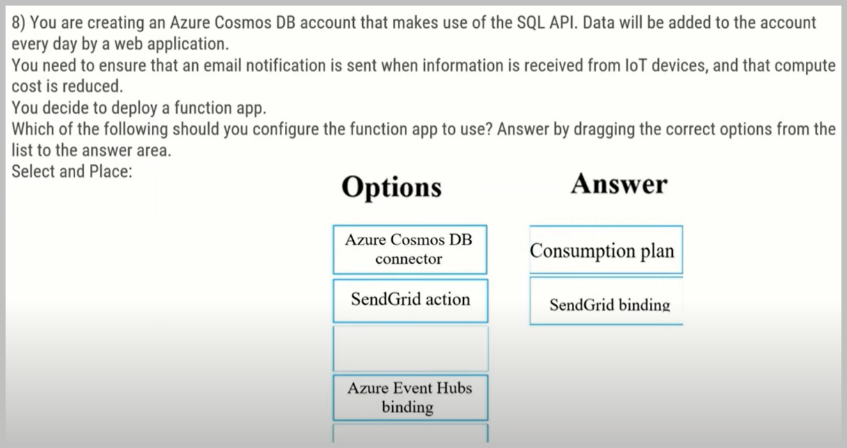 8) You are creating an Azure Cosmos DB account that makes use of the SQL API. Data will be added to the account
every day by a web application.
You need to ensure that an email notification is sent when information is received from IoT devices, and that compute
cost is reduced.
You decide to deploy a function app.
Which of the following should you configure the function app to use? Answer by dragging the correct options from the
list to the answer area.
Select and Place:
Options
Answer
Azure Cosmos DB
connector
Consumption plan
SendGrid action
SendGrid binding
Azure Event Hubs
binding